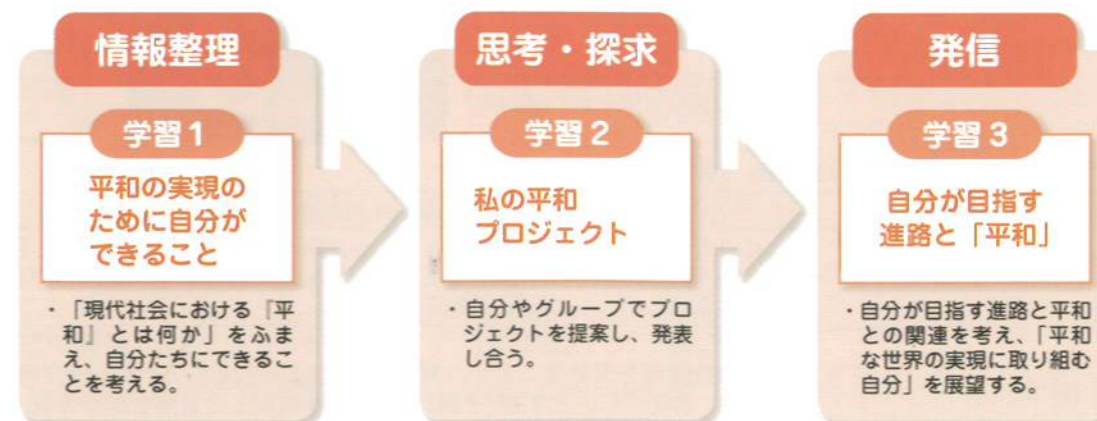 情報整理
学習1
平和の実現の
ために自分が
できること
・「現代社会における『平
和』とは何か」をふま
え、自分たちにできるこ
とを考える。
思考・探求
学習2
私の平和
プロジェクト
・自分やグループでプロ
ジェクトを提案し、発表
し合う。
発信
学習3
自分が目指す
進路と「平和」
・自分が目指す進路と平和
との関連を考え、「平和
な世界の実現に取り組む
自分」を展望する。